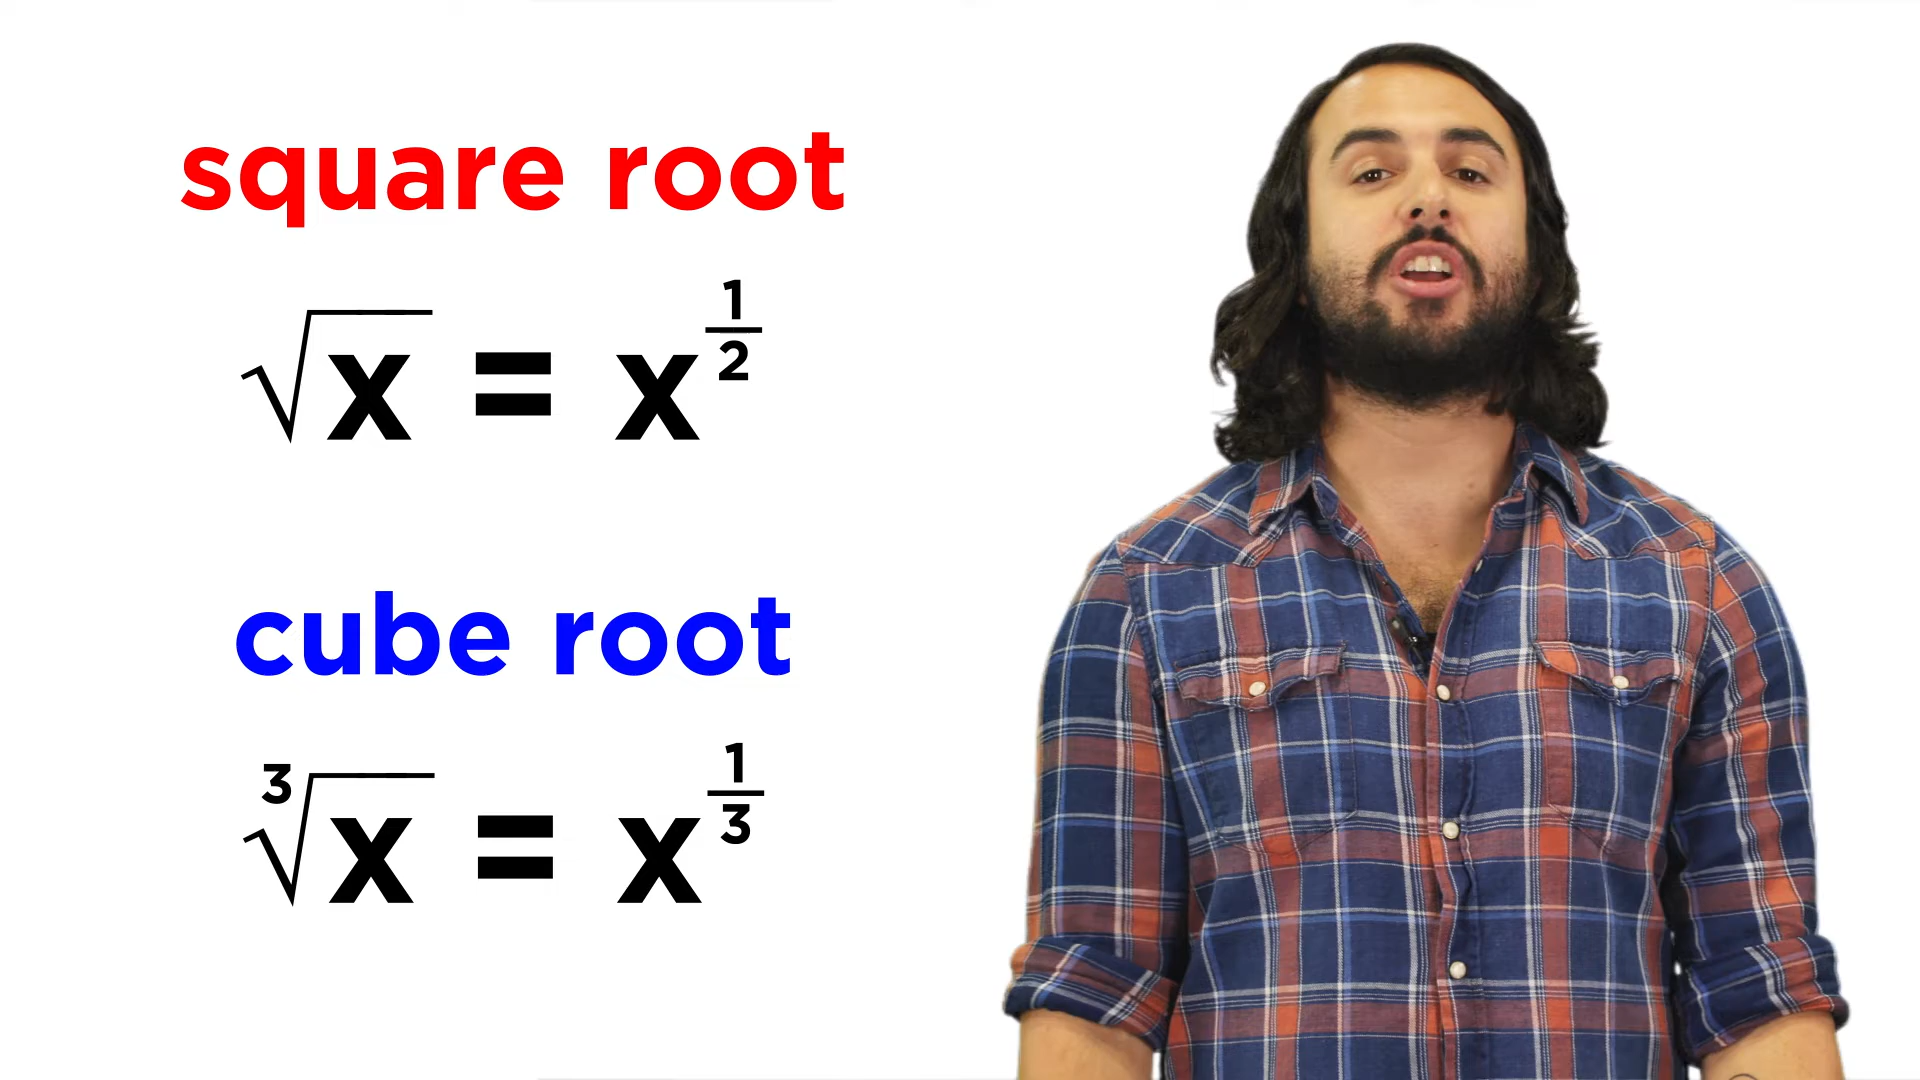 square root
√x = x^(1/2)
cube root
∛x = x^(1/3)